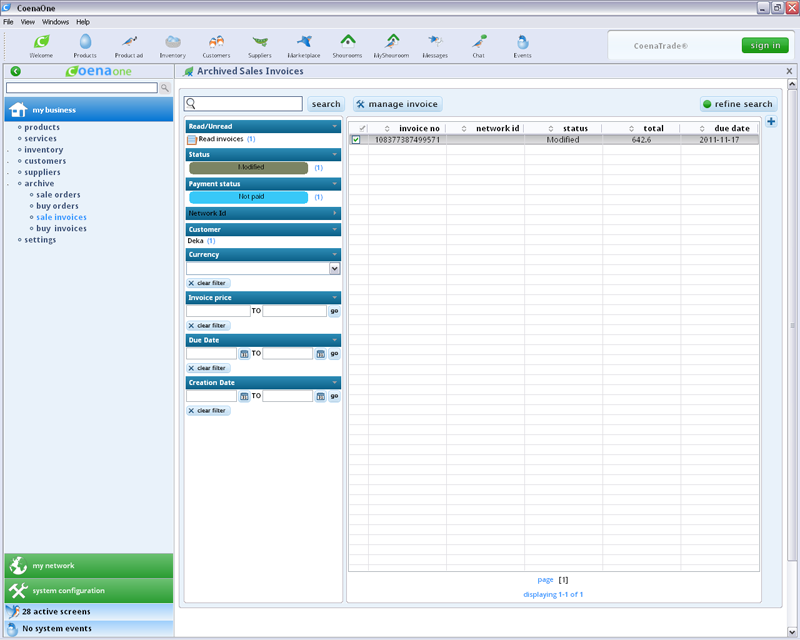 CoenaOne
File View Windows Help
Welcome Products Product ad Inventory Customers Suppliers Marketplace Showrooms MyShowroom Messages Chat Events
CoenaTrade® sign in
Coenaone
Archived Sales Invoices X
my business
products
services
inventory
customers
suppliers
archive
sale orders
buy orders
sale invoices
buy invoices
settings
my network
system configuration
28 active screens
No system events
search
manage invoice
refine search
Read/Unread
Read invoices (1)
Status
Modified (1)
Payment status
Not paid (1)
Network Id
Customer
Deka (1)
Currency
X clear filter
Invoice price
TO go
X clear filter
Due Date
TO go
X clear filter
Creation Date
TO go
X clear filter
invoice no network id status total due date
108377387499571 Modified 642.6 2011-11-17
page [1]
displaying 1-1 of 1